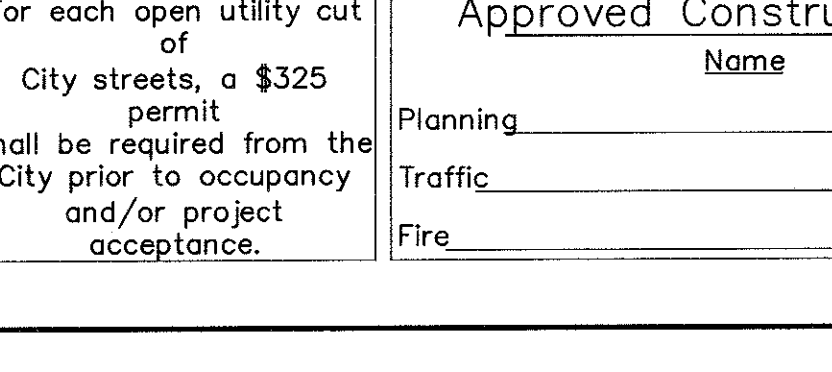 or each open utility cut
of
City streets, a $325
permit
hall be required from the
City prior to occupancy
and/or project
acceptance.
Approved Constru
Name
Planning
Traffic
Fire